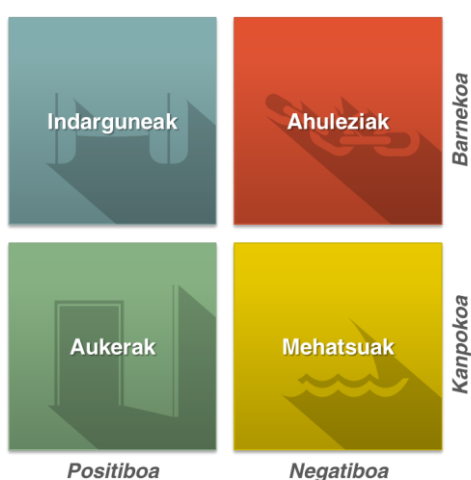 Indarguneak
Ahuleziak
Barnekoa
Aukerak
Mehatsuak
Kanpokoa
Positiboa
Negatiboa